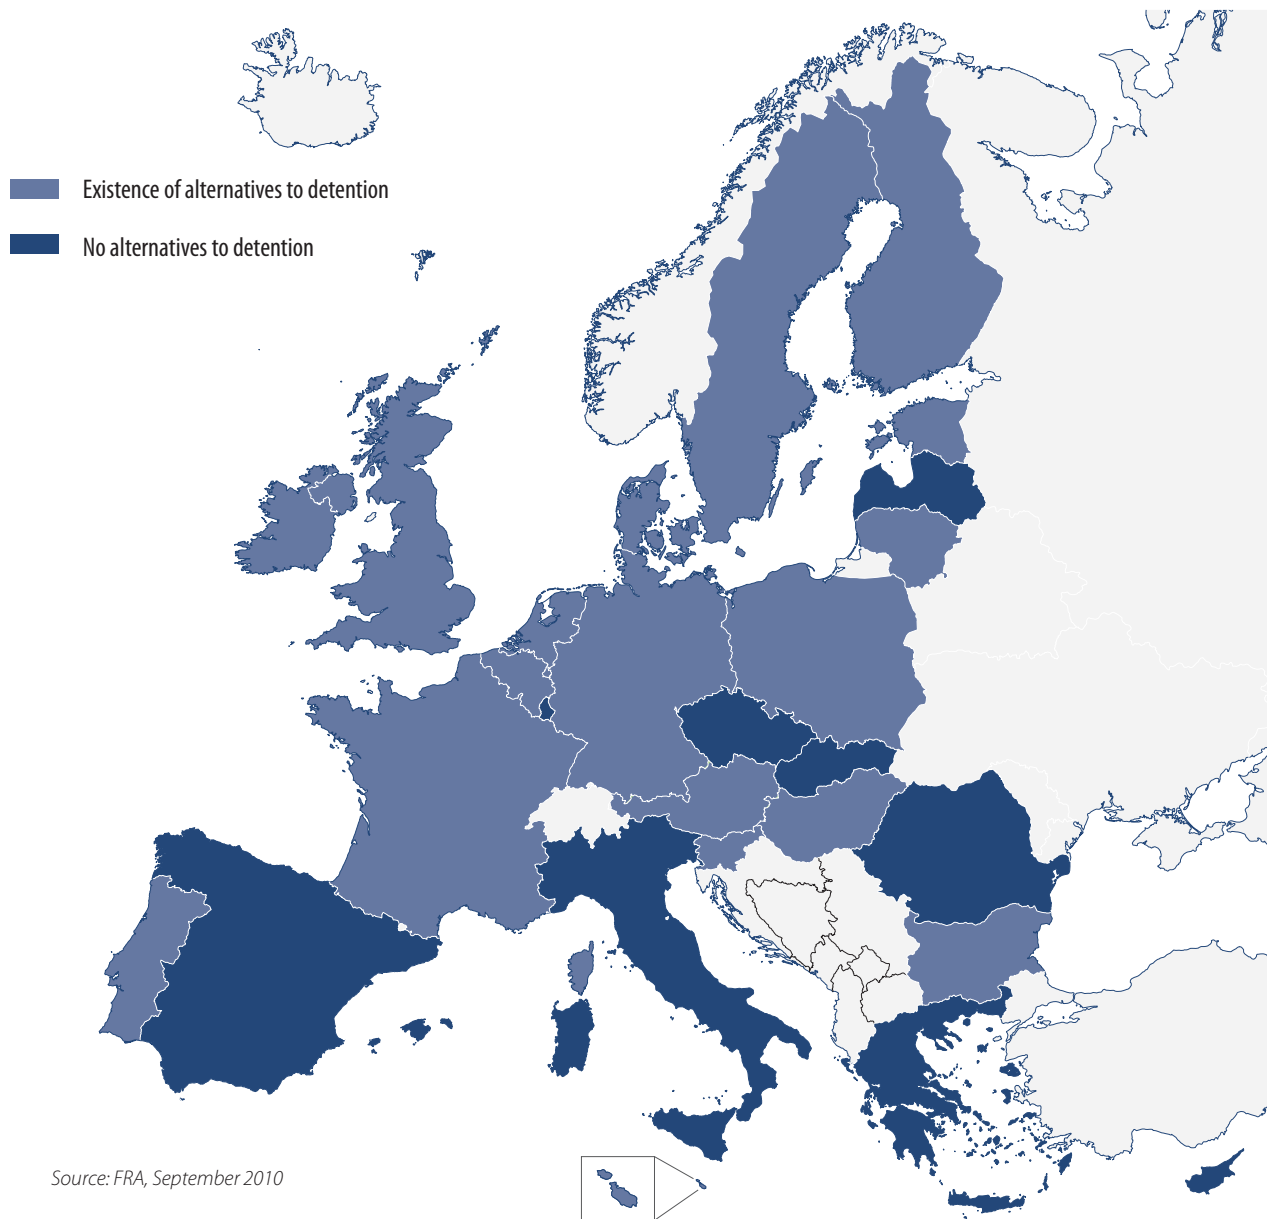 Existence of alternatives to detention
No alternatives to detention
Source: FRA, September 2010